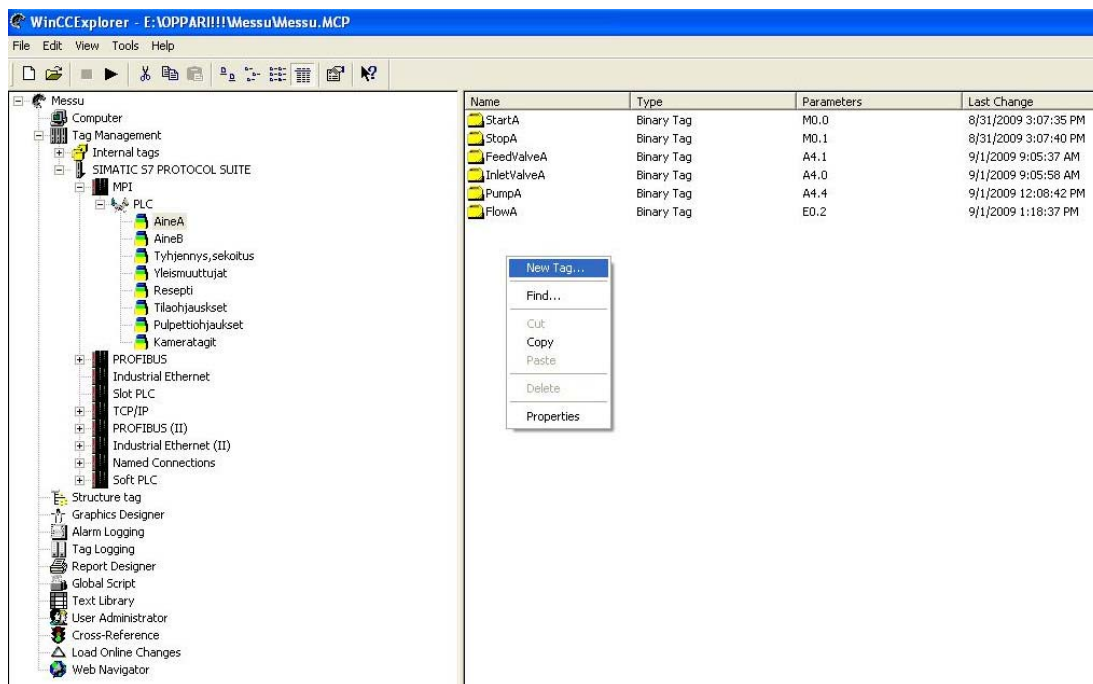 WinCCExplorer - E:\OPPARI!!!\Messu\Messu.MCP
File Edit View Tools Help
Messu
Computer
Tag Management
Internal tags
SIMATIC S7 PROTOCOL SUITE
MPI
PLC
AineA
AineB
Tyhjennys,sekoitus
Yleismuuttujat
Resepti
Tilaohjauskset
Pulpettiohjaukset
Kameratagit
PROFIBUS
Industrial Ethernet
Slot PLC
TCP/IP
PROFIBUS (II)
Industrial Ethernet (II)
Named Connections
Soft PLC
Structure tag
Graphics Designer
Alarm Logging
Tag Logging
Report Designer
Global Script
Text Library
User Administrator
Cross-Reference
Load Online Changes
Web Navigator
Name Type Parameters Last Change
StartA Binary Tag M0.0 8/31/2009 3:07:35 PM
StopA Binary Tag M0.1 8/31/2009 3:07:40 PM
FeedValveA Binary Tag A4.1 9/1/2009 9:05:37 AM
InletValveA Binary Tag A4.0 9/1/2009 9:05:58 AM
PumpA Binary Tag A4.4 9/1/2009 12:08:42 PM
FlowA Binary Tag E0.2 9/1/2009 1:18:37 PM
New Tag...
Find...
Cut
Copy
Paste
Delete
Properties